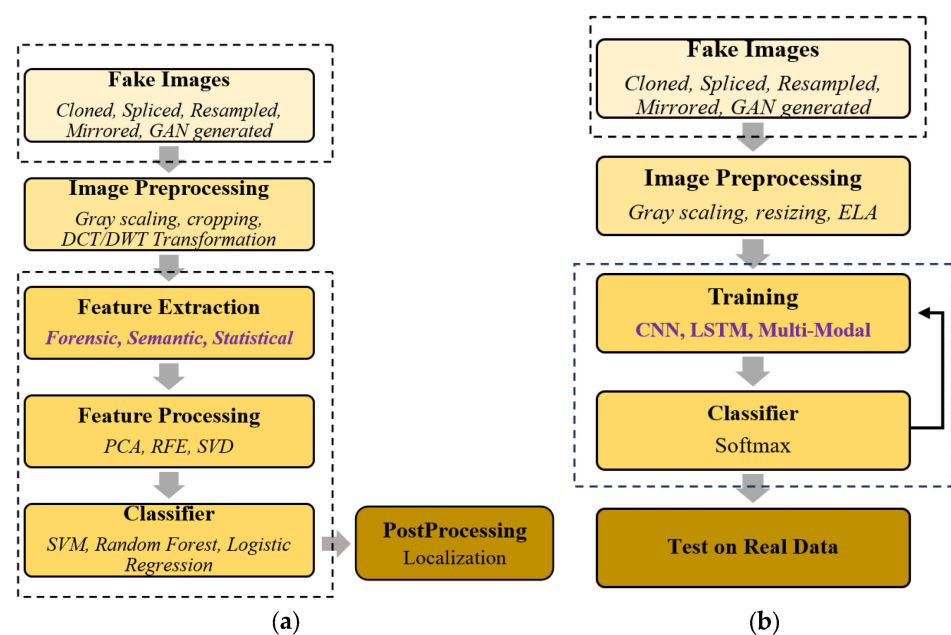 Fake Images
Cloned, Spliced, Resampled,
Mirrored, GAN generated
Image Preprocessing
Gray scaling, cropping,
DCT/DWT Transformation
Feature Extraction
Forensic, Semantic, Statistical
Feature Processing
PCA, RFE, SVD
Classifier
SVM, Random Forest, Logistic
Regression
PostProcessing
Localization
(a)
Fake Images
Cloned, Spliced, Resampled,
Mirrored, GAN generated
Image Preprocessing
Gray scaling, resizing, ELA
Training
CNN, LSTM, Multi-Modal
Classifier
Softmax
Test on Real Data
(b)